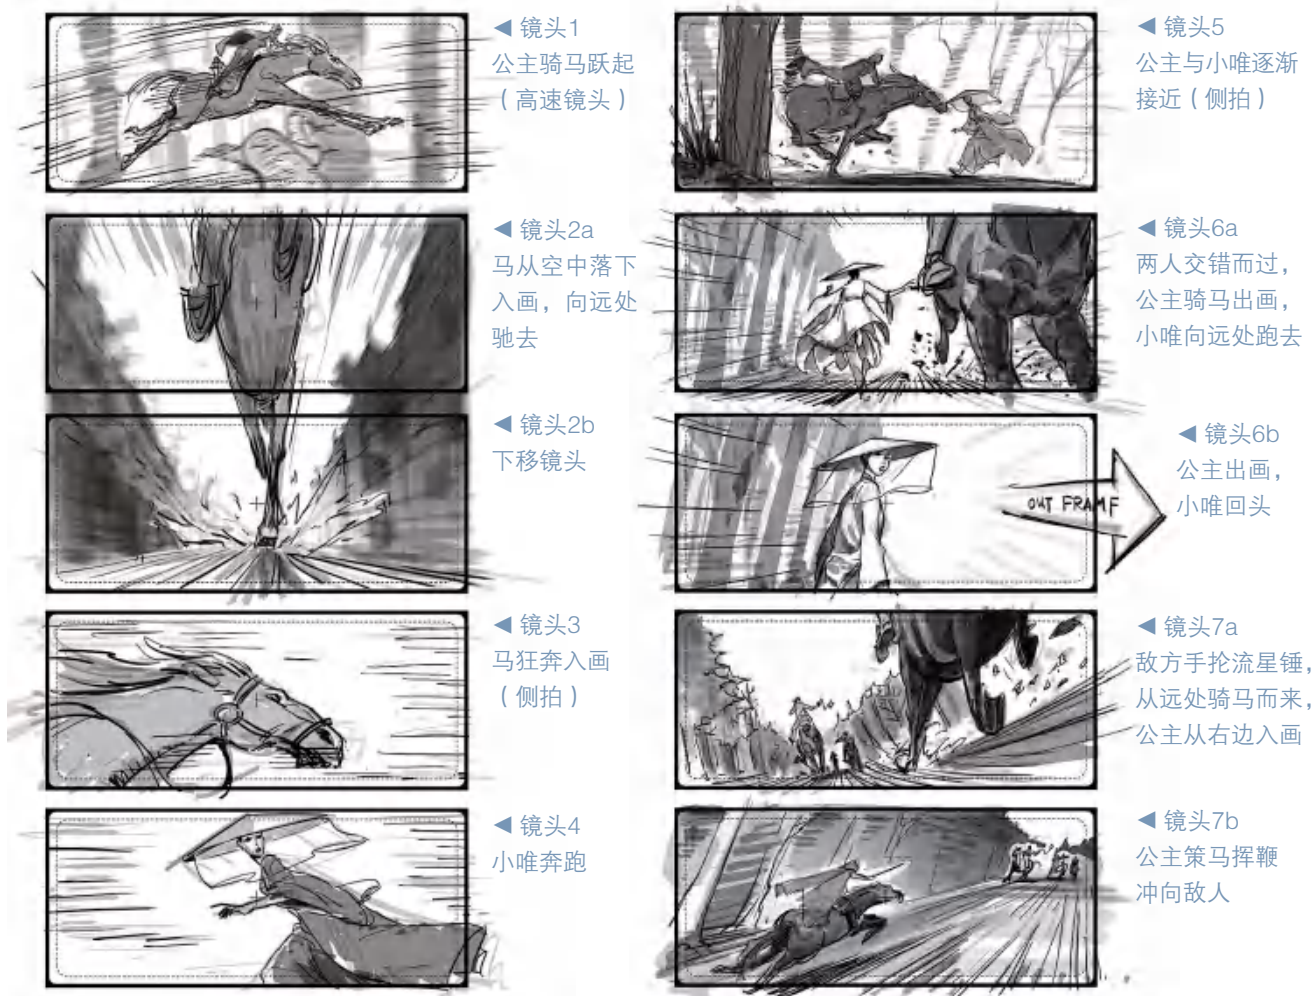 ◀ 镜头1
公主骑马跃起
（高速镜头）
◀ 镜头2a
马从空中落下
入画，向远处
驰去
◀ 镜头2b
下移镜头
◀ 镜头3
马狂奔入画
（侧拍）
◀ 镜头4
小唯奔跑
◀ 镜头5
公主与小唯逐渐
接近（侧拍）
◀ 镜头6a
两人交错而过，
公主骑马出画，
小唯向远处跑去
◀ 镜头6b
公主出画，
小唯回头
OUT FRAME
◀ 镜头7a
敌方手抡流星锤，
从远处骑马而来，
公主从右边入画
◀ 镜头7b
公主策马挥鞭
冲向敌人